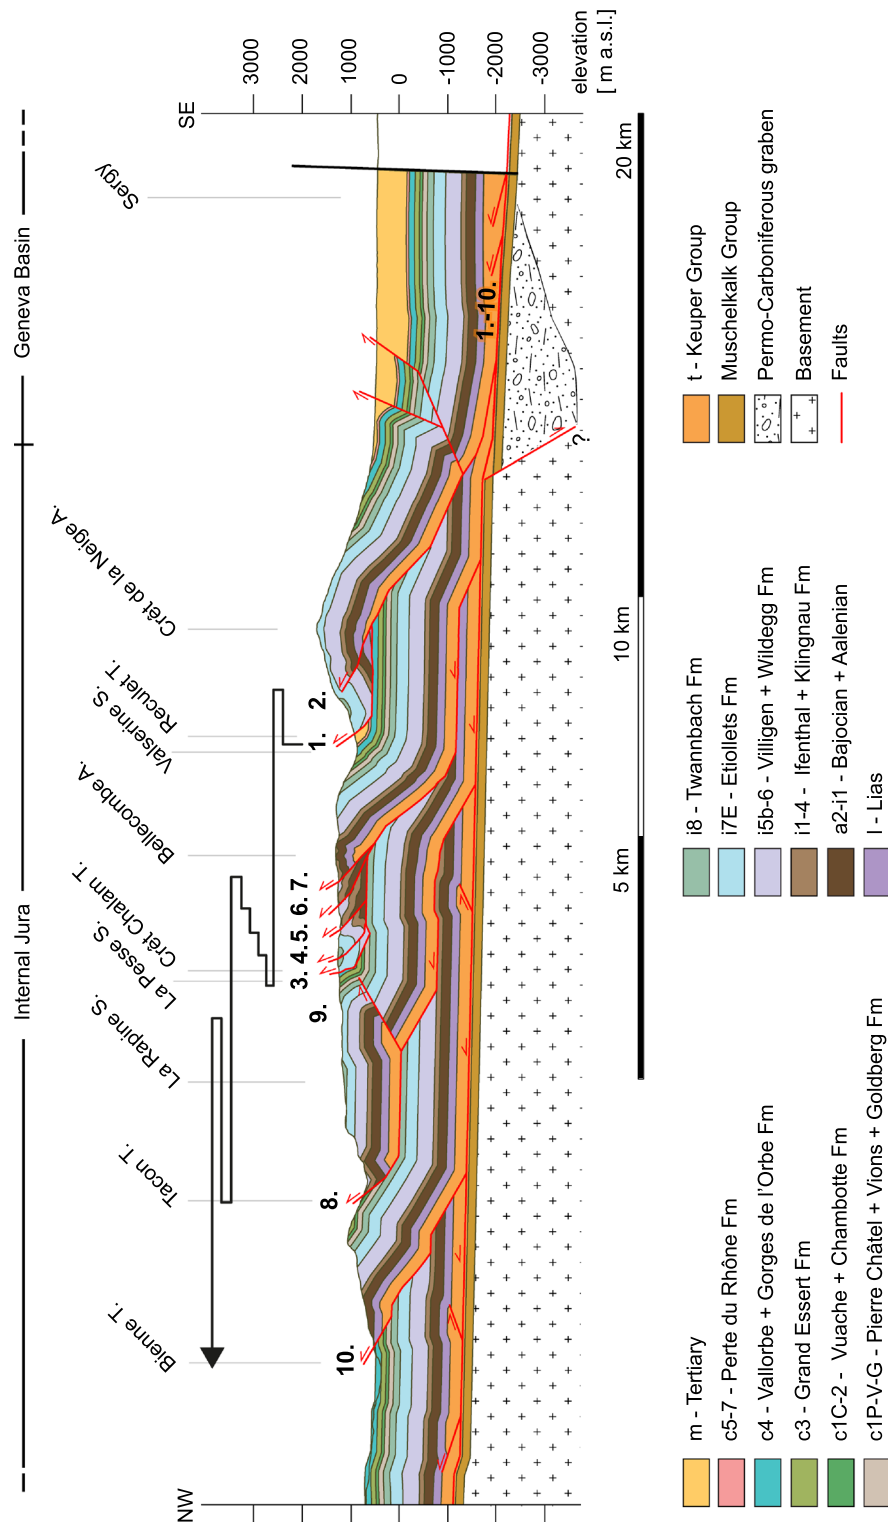 Internal Jura
Geneva Basin
Bienne T.
Tacon T.
La Rapine S.
La Pesse S.
Crêt Chalam T.
Bellecombe A.
Valserine S.
Reculet T.
Crêt de la Neige A.
Sergy
NW
SE
3000
2000
1000
0
-1000
-2000
-3000
elevation
[ m a.s.l.]
10.
8.
9.
3.
4.
5.
6.
7.
1.
2.
1.-10.
?
5 km
10 km
20 km
m - Tertiary
c5-7 - Perte du Rhône Fm
c4 - Vallorbe + Gorges de l'Orbe Fm
c3 - Grand Essert Fm
c1C-2 - Vuache + Chambotte Fm
c1P-V-G - Pierre Châtel + Vions + Goldberg Fm
i8 - Twannbach Fm
i7E - Etiollets Fm
i5b-6 - Villigen + Wildegg Fm
i1-4 - Ifenthal + Klingnau Fm
a2-i1 - Bajocian + Aalenian
l - Lias
t - Keuper Group
Muschelkalk Group
Permo-Carboniferous graben
Basement
Faults